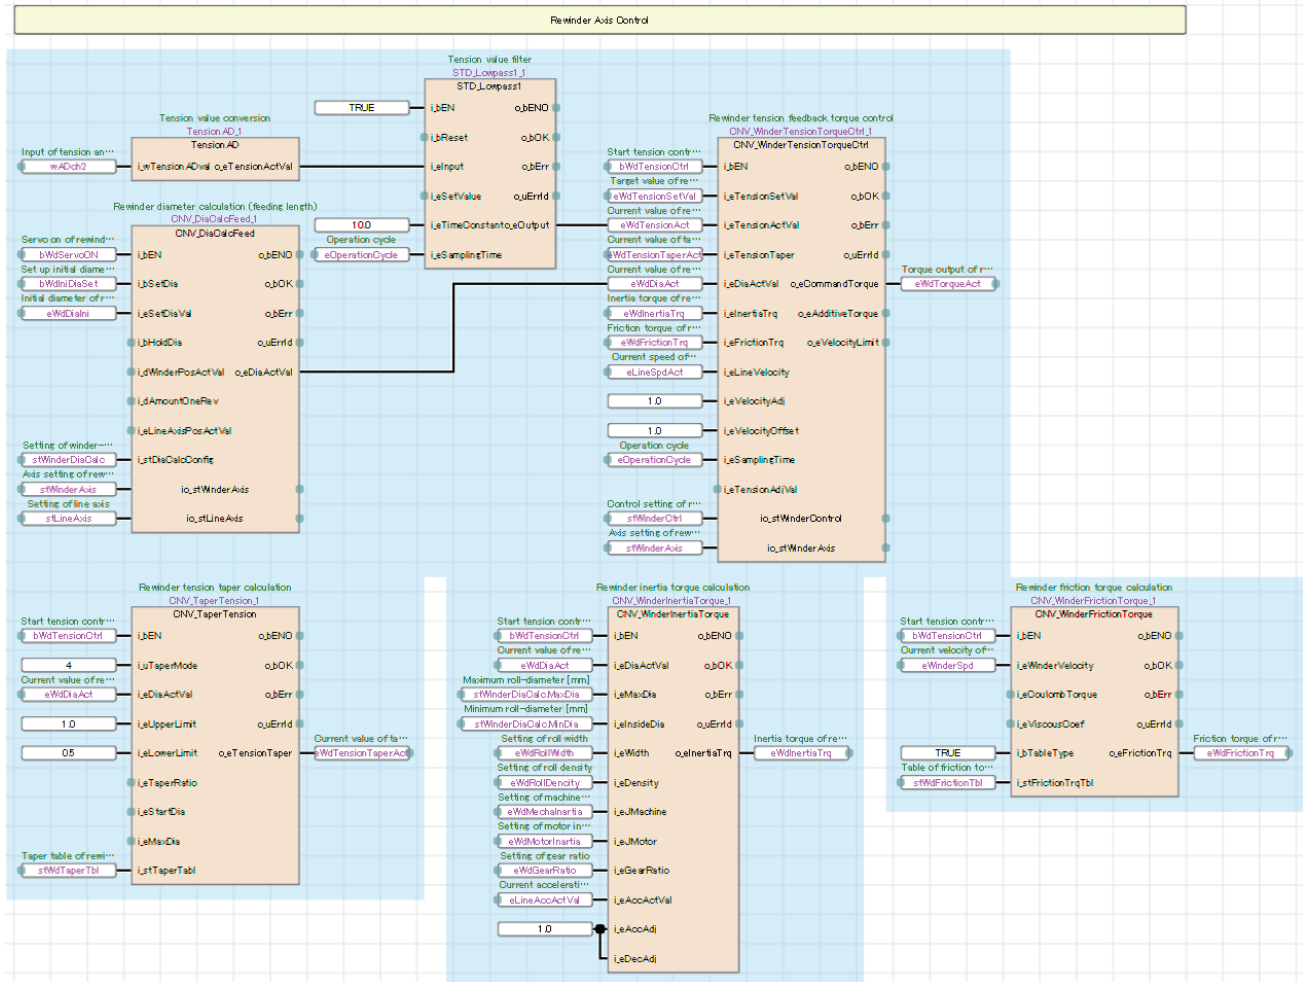 Rewinder Axis Control
Tension value filter
STD_Lowpass1_1
STD_Lowpass1
TRUE
i_bEN o_bENO
i_bReset o_bOK
i_eInput o_bErr
i_eSetValue o_uErrId
10.0
i_eTimeConstant o_eOutput
Operation cycle
eOperationCycle
i_eSamplingTime
Tension value conversion
TensionAD_1
TensionAD
Input of tension an···
wADch2
i_wTensionADval o_eTensionActVal
Rewinder diameter calculation (feeding length)
CNV_DiaCalcFeed_1
CNV_DiaCalcFeed
Servo on of rewind···
bWdServoON
i_bEN o_bENO
Set up initial diame···
bWdIniDiaSet
i_bSetDia o_bOK
Initial diameter of r···
eWdDiaIni
i_eSetDiaVal o_bErr
i_bHoldDia o_uErrId
i_dWinderPosActVal o_eDiaActVal
i_dAmountOneRev
i_eLineAxisPosActVal
Setting of winder-···
stWinderDiaCalc
i_stDiaCalcConfig
Axis setting of rew···
stWinderAxis
io_stWinderAxis
Setting of line axis
stLineAxis
io_stLineAxis
Rewinder tension feedback torque control
CNV_WinderTensionTorqueCtrl_1
CNV_WinderTensionTorqueCtrl
Start tension contr···
bWdTensionCtrl
i_bEN o_bENO
Target value of re···
eWdTensionSetVal
i_eTensionSetVal o_bOK
Current value of re···
eWdTensionAct
i_eTensionActVal o_bErr
Current value of ta···
eWdTensionTaperAct
i_eTensionTaper o_uErrId
Current value of re···
eWdDiaAct
i_eDiaActVal o_eCommandTorque
Torque output of r···
eWdTorqueAct
Inertia torque of re···
eWdInertiaTrq
i_eInertiaTrq o_eAdditiveTorque
Friction torque of r···
eWdFrictionTrq
i_eFrictionTrq o_eVelocityLimit
Current speed of···
eLineSpdAct
i_eLineVelocity
1.0
i_eVelocityAdj
1.0
i_eVelocityOffset
Operation cycle
eOperationCycle
i_eSamplingTime
i_eTensionAdjVal
Control setting of r···
stWinderCtrl
io_stWinderControl
Axis setting of rew···
stWinderAxis
io_stWinderAxis
Rewinder tension taper calculation
CNV_TaperTension_1
CNV_TaperTension
Start tension contr···
bWdTensionCtrl
i_bEN o_bENO
4
i_uTaperMode o_bOK
Current value of re···
eWdDiaAct
i_eDiaActVal o_bErr
1.0
i_eUpperLimit o_uErrId
0.5
i_eLowerLimit o_eTensionTaper
Current value of ta···
eWdTensionTaperAct
i_eTaperRatio
i_eStartDia
i_eMaxDia
Taper table of rewi···
stWdTaperTbl
i_stTaperTabl
Rewinder inertia torque calculation
CNV_WinderInertiaTorque_1
CNV_WinderInertiaTorque
Start tension contr···
bWdTensionCtrl
i_bEN o_bENO
Current value of re···
eWdDiaAct
i_eDiaActVal o_bOK
Maximum roll-diameter [mm]
stWinderDiaCalc.MaxDia
i_eMaxDia o_bErr
Minimum roll-diameter [mm]
stWinderDiaCalc.MinDia
i_eInsideDia o_uErrId
Setting of roll width
eWdRollWidth
i_eWidth o_eInertiaTrq
Inertia torque of re···
eWdInertiaTrq
Setting of roll density
eWdRollDencity
i_eDensity
Setting of machine···
eWdMechaInartia
i_eJMachine
Setting of motor in···
eWdMotorInartia
i_eJMotor
Setting of gear ratio
eWdGearRatio
i_eGearRatio
Current accelerati···
eLineAccActVal
i_eAccActVal
1.0
i_eAccAdj
i_eDecAdj
Rewinder friction torque calculation
CNV_WinderFrictionTorque_1
CNV_WinderFrictionTorque
Start tension contr···
bWdTensionCtrl
i_bEN o_bENO
Current velocity of···
eWinderSpd
i_eWinderVelocity o_bOK
i_eCoulombTorque o_bErr
i_eViscousCoef o_uErrId
TRUE
i_bTableType o_eFrictionTrq
Friction torque of r···
eWdFrictionTrq
Table of friction to···
stWdFrictionTbl
i_stFrictionTrqTbl